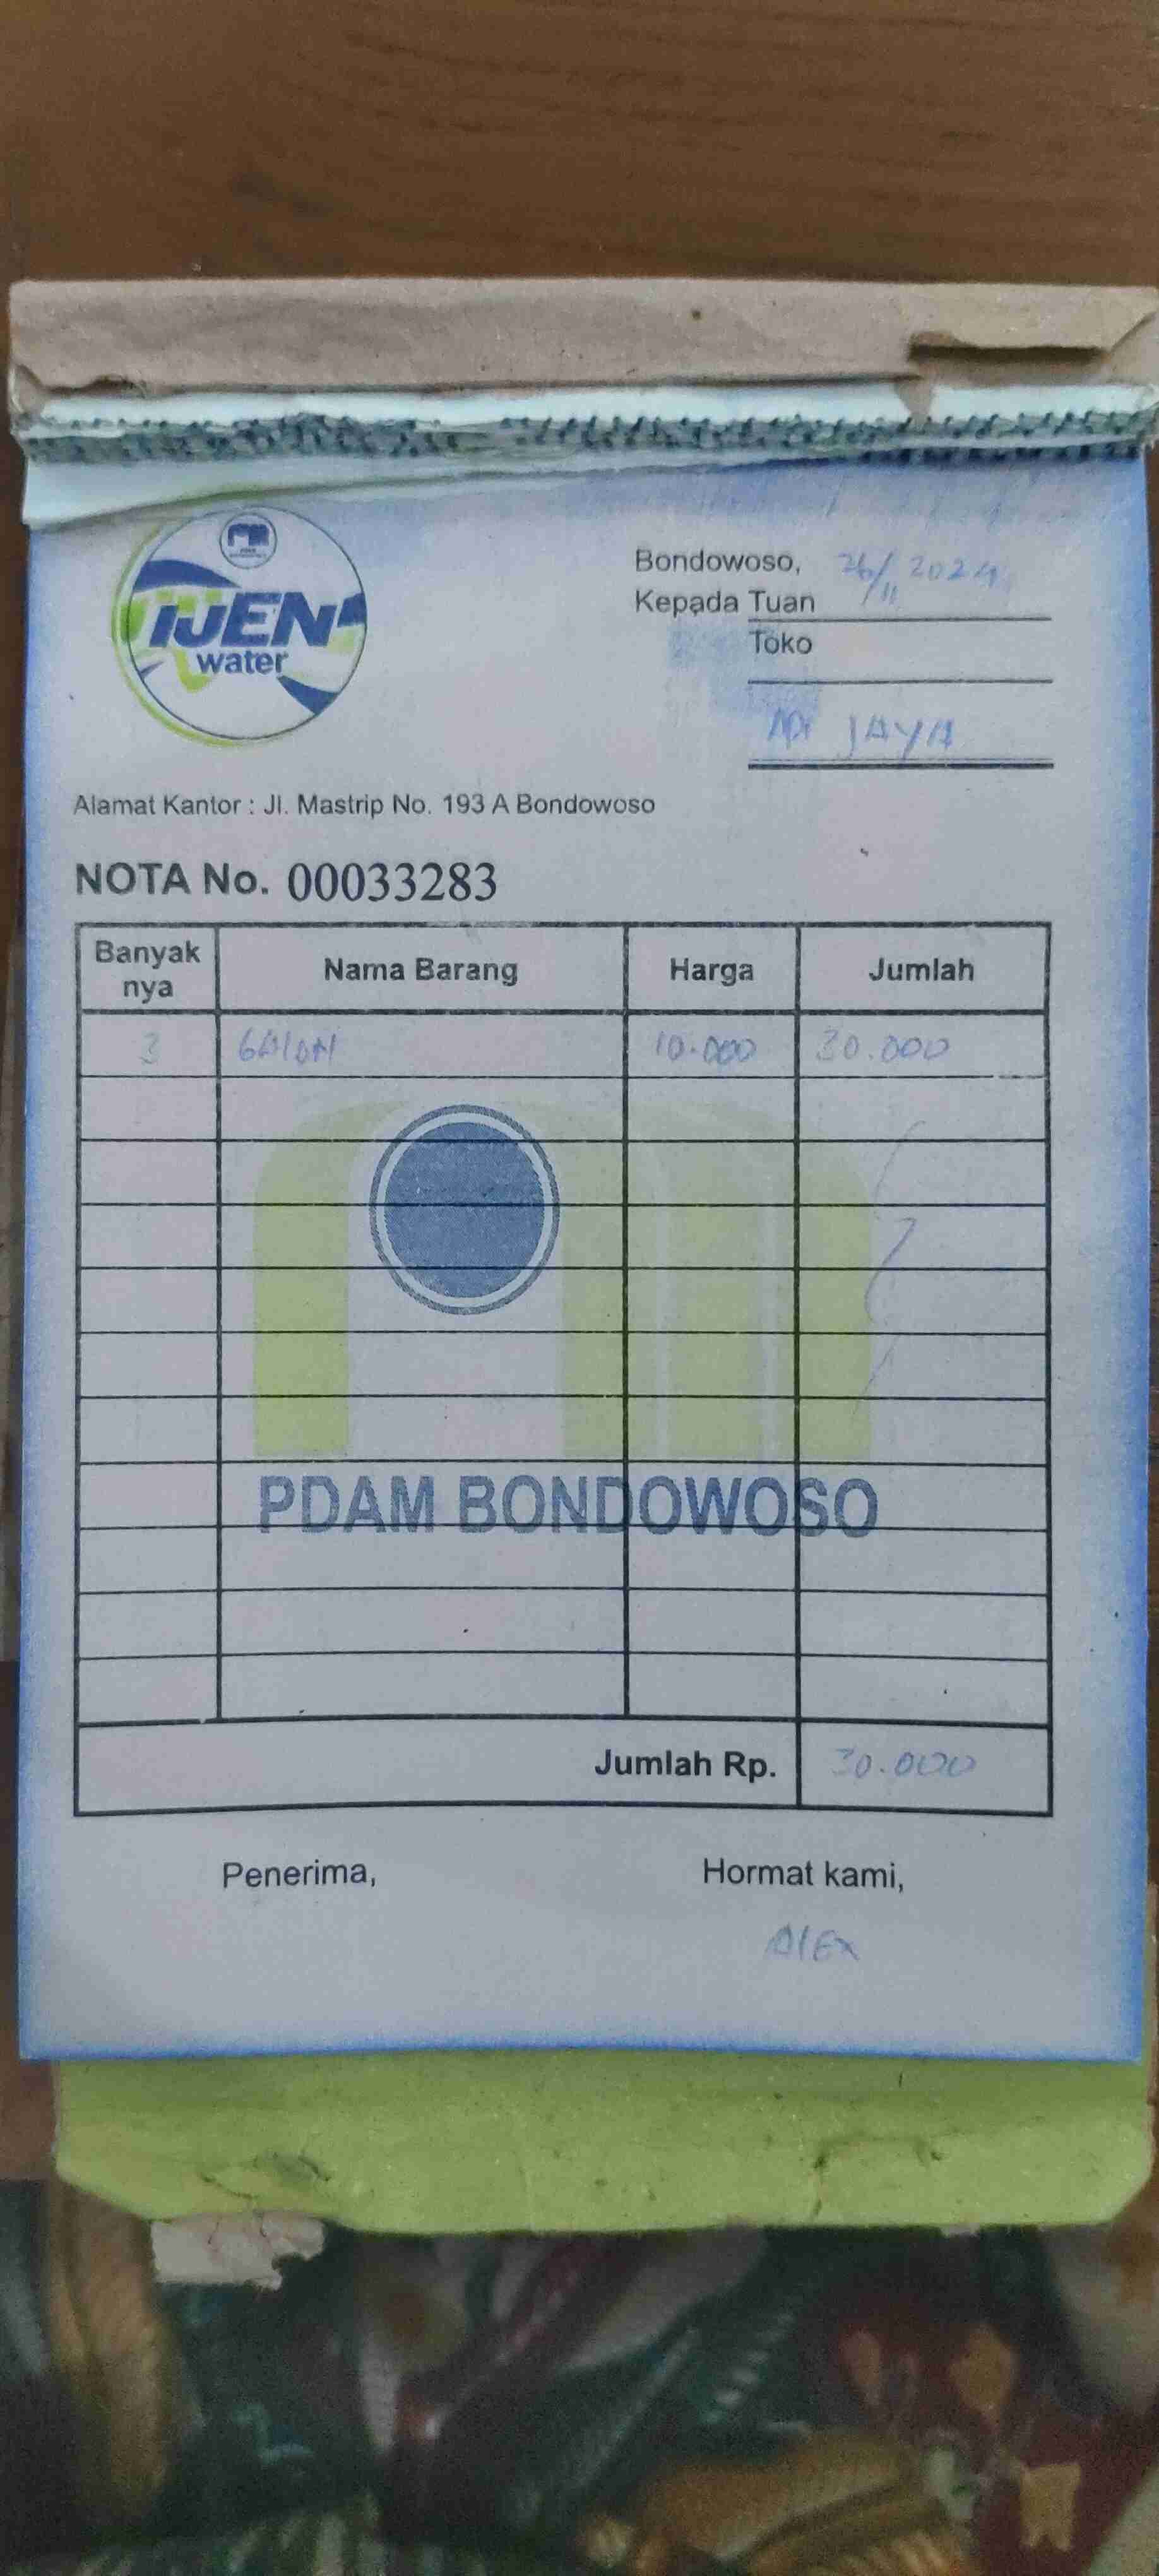 IJEN
water
Bondowoso, 26/11 2024
Kepada Tuan
Toko
JAYA
Alamat Kantor : Jl. Mastrip No. 193 A Bondowoso
NOTA No. 00033283
Banyak nya Nama Barang Harga Jumlah
3 GALON 10.000 30.000
PDAM BONDOWOSO
Jumlah Rp. 30.000
Penerima, Hormat kami,
ALEX